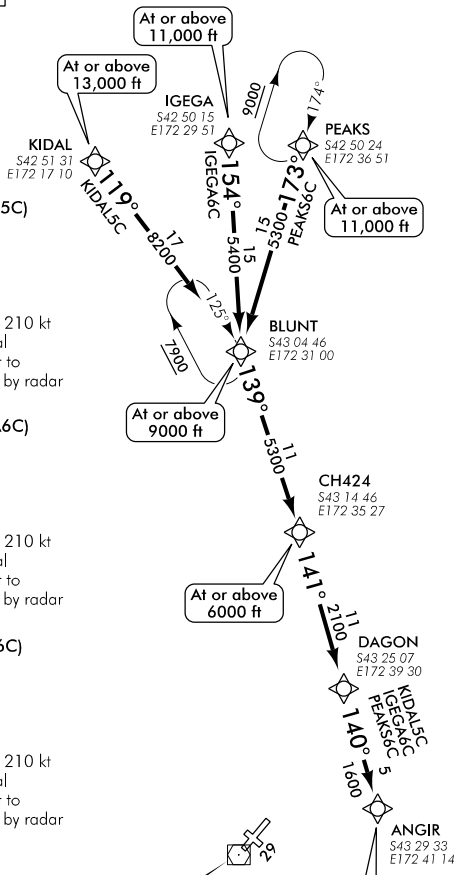 At or above
11,000 ft
At or above
13,000 ft
IGEGA
S42 50 15
E172 29 51
9000
174°
PEAKS
S42 50 24
E172 36 51
KIDAL
S42 51 31
E172 17 10
119°
KIDAL5C
154°
IGEGA6C
173°
PEAKS6C
At or above
11,000 ft
5C)
17
8200
15
5400
15
5300
125°
7900
BLUNT
S43 04 46
E172 31 00
210 kt
al
r to
by radar
At or above
9000 ft
139°
11
5300
6C)
CH424
S43 14 46
E172 35 27
210 kt
al
r to
by radar
At or above
6000 ft
141°
11
2100
DAGON
S43 25 07
E172 39 30
6C)
KIDAL5C
IGEGA6C
PEAKS6C
140°
5
1600
210 kt
al
r to
by radar
ANGIR
S43 29 33
E172 41 14
29